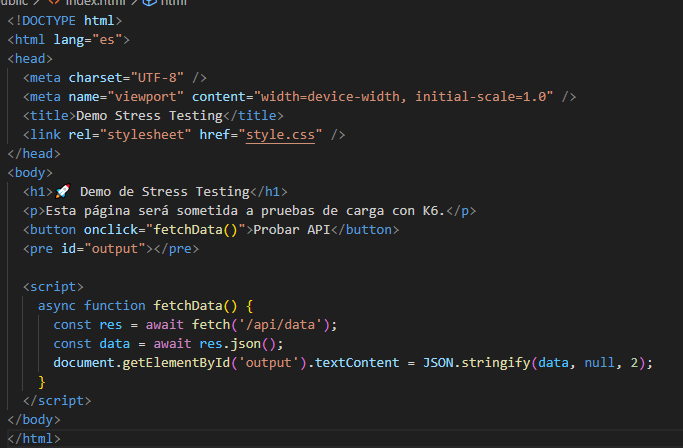 ublic > <> index.html > html
<!DOCTYPE html>
<html lang="es">
<head>
  <meta charset="UTF-8" />
  <meta name="viewport" content="width=device-width, initial-scale=1.0" />
  <title>Demo Stress Testing</title>
  <link rel="stylesheet" href="style.css" />
</head>
<body>
  <h1>🚀 Demo de Stress Testing</h1>
  <p>Esta página será sometida a pruebas de carga con K6.</p>
  <button onclick="fetchData()">Probar API</button>
  <pre id="output"></pre>

  <script>
    async function fetchData() {
      const res = await fetch('/api/data');
      const data = await res.json();
      document.getElementById('output').textContent = JSON.stringify(data, null, 2);
    }
  </script>
</body>
</html>